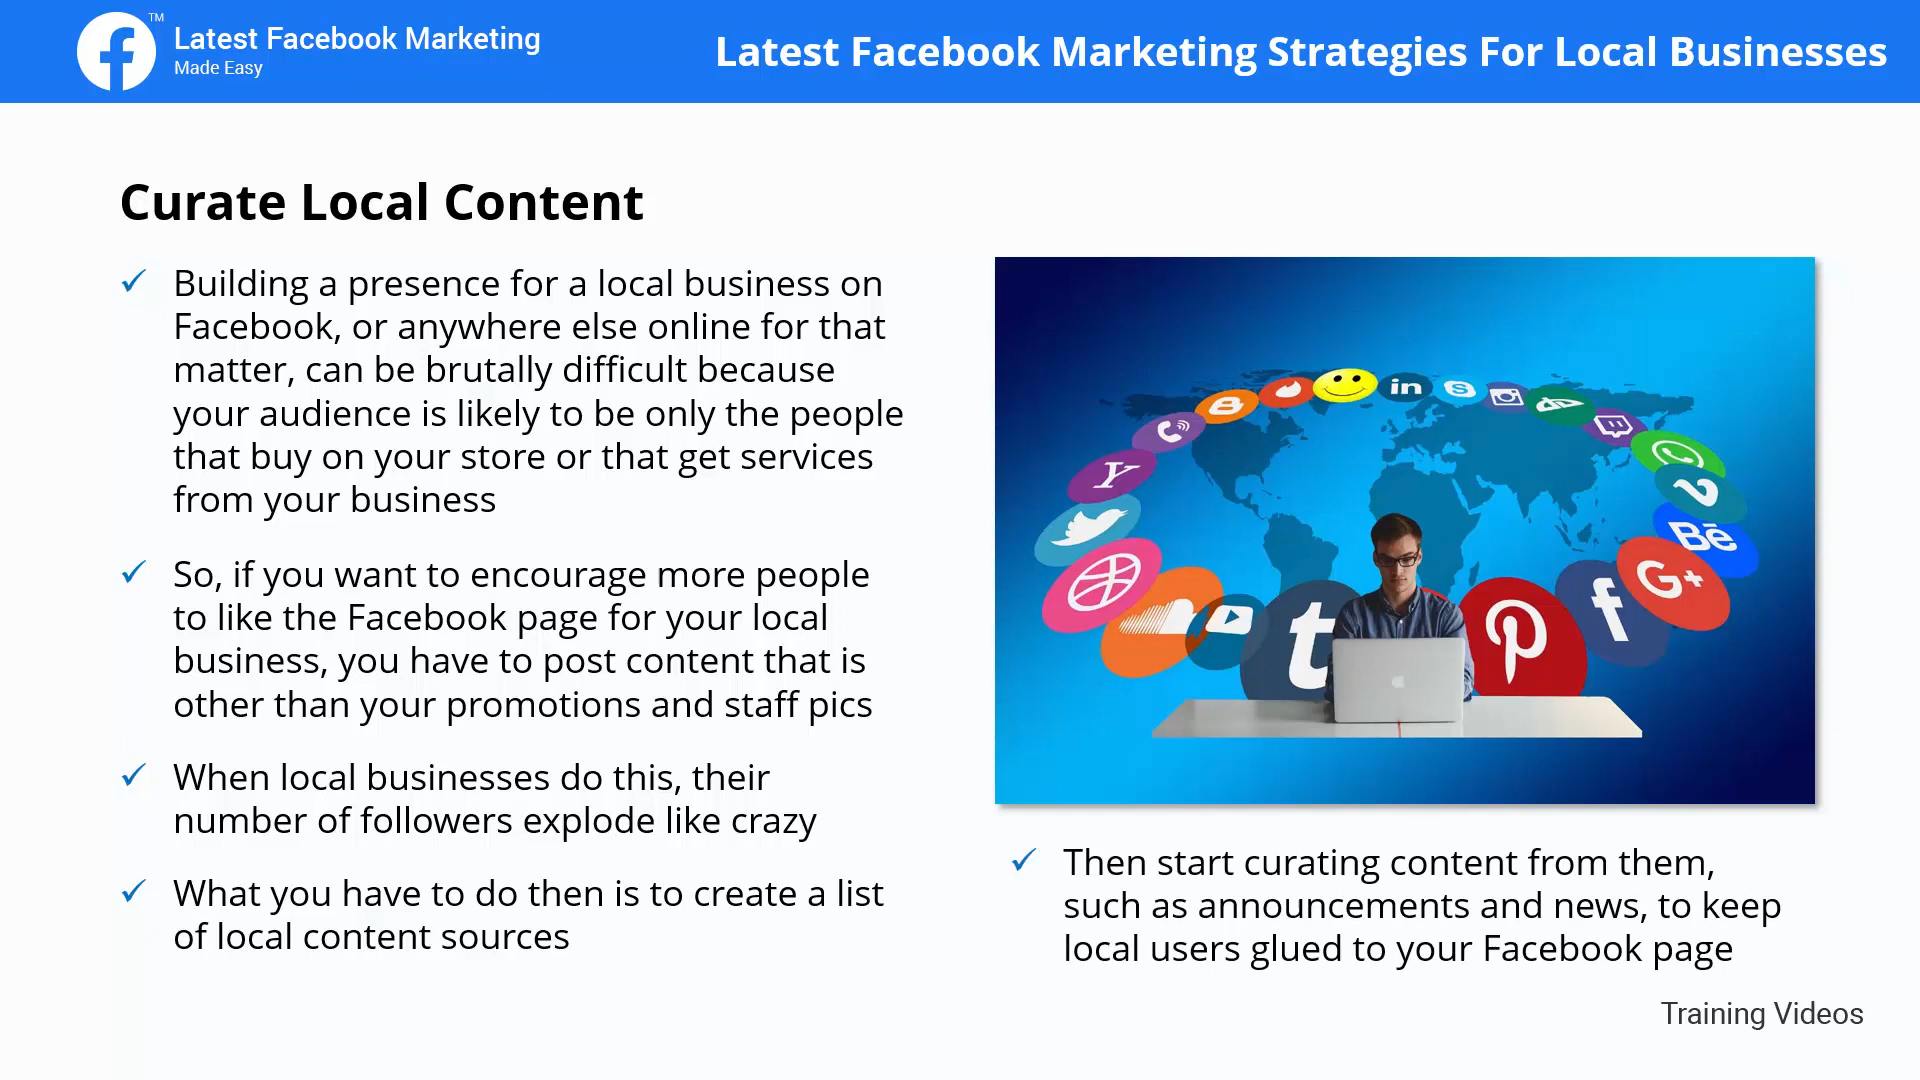 TM
Latest Facebook Marketing
Made Easy
Latest Facebook Marketing Strategies For Local Businesses
Curate Local Content
Building a presence for a local business on
Facebook, or anywhere else online for that
matter, can be brutally difficult because
your audience is likely to be only the people
that buy on your store or that get services
from your business
So, if you want to encourage more people
to like the Facebook page for your local
business, you have to post content that is
other than your promotions and staff pics
When local businesses do this, their
number of followers explode like crazy
What you have to do then is to create a list
of local content sources
in
Y
Bē
G+
f
t
Then start curating content from them,
such as announcements and news, to keep
local users glued to your Facebook page
Training Videos